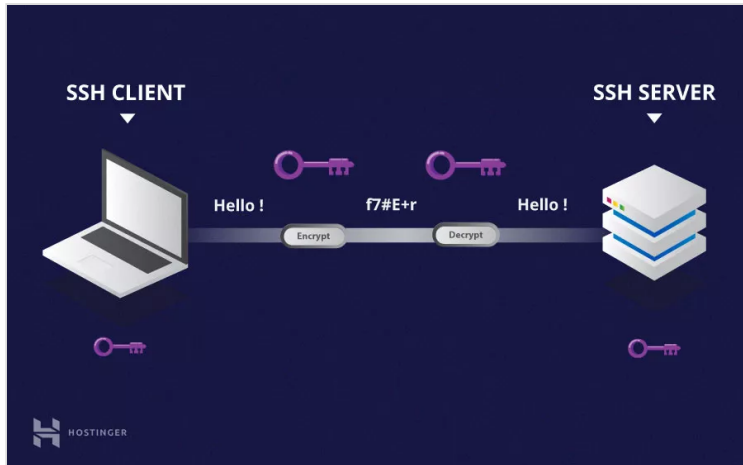 SSH CLIENT
SSH SERVER
Hello !
f7#E+r
Hello !
Encrypt
Decrypt
HOSTINGER